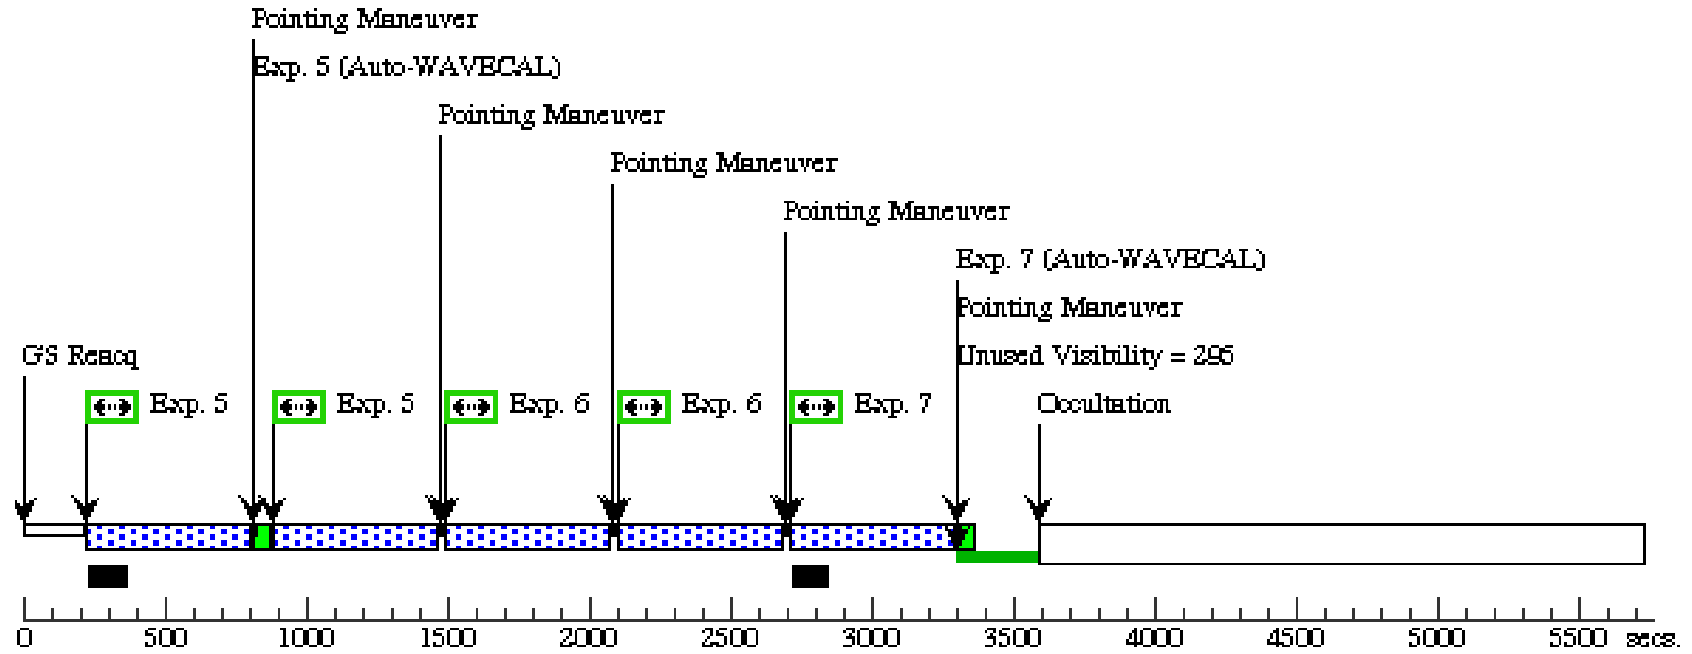 Pointing Maneuver
Exp. 5 (Auto-WAVECAL)
Pointing Maneuver
Pointing Maneuver
Pointing Maneuver
Exp. 7 (Auto-WAVECAL)
Pointing Maneuver
Unused Visibility = 295
GS Reacq
Exp. 5 Exp. 5 Exp. 6 Exp. 6 Exp. 7 Occultation
0 500 1000 1500 2000 2500 3000 3500 4000 4500 5000 5500 secs.